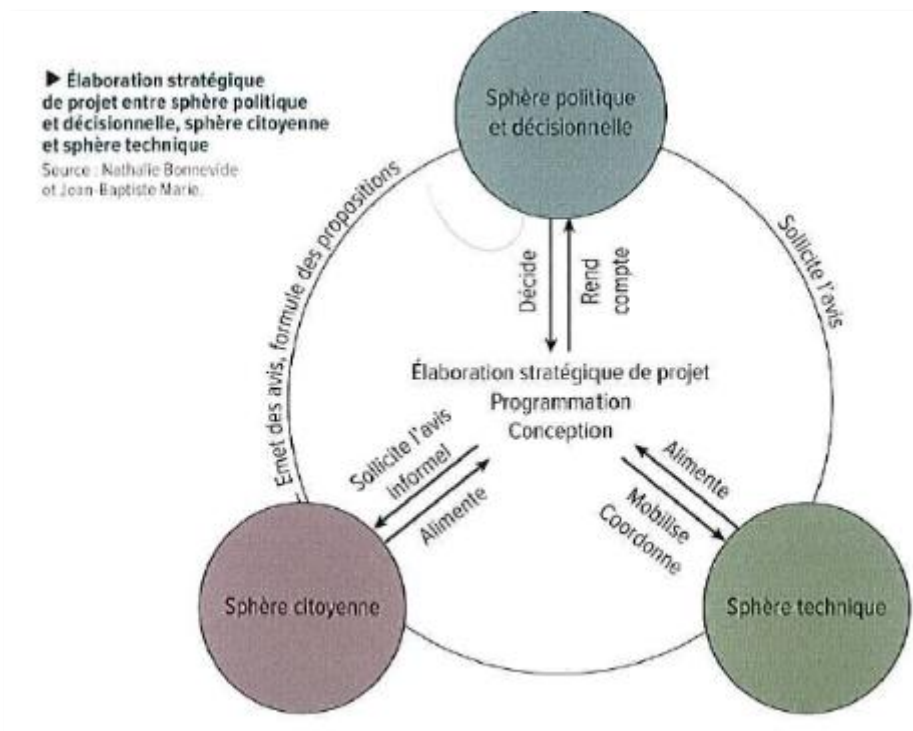 ▶ Élaboration stratégique
de projet entre sphère politique
et décisionnelle, sphère citoyenne
et sphère technique
Source : Nathalie Bonnevide
et Jean-Baptiste Marie.
Sphère politique
et décisionnelle
Emet des avis, formule des propositions
Sollicite l'avis
Décide
Rend
compte
Élaboration stratégique de projet
Programmation
Conception
Sollicite l'avis
informel
Alimente
Alimente
Mobilise
Coordonne
Sphère citoyenne
Sphère technique